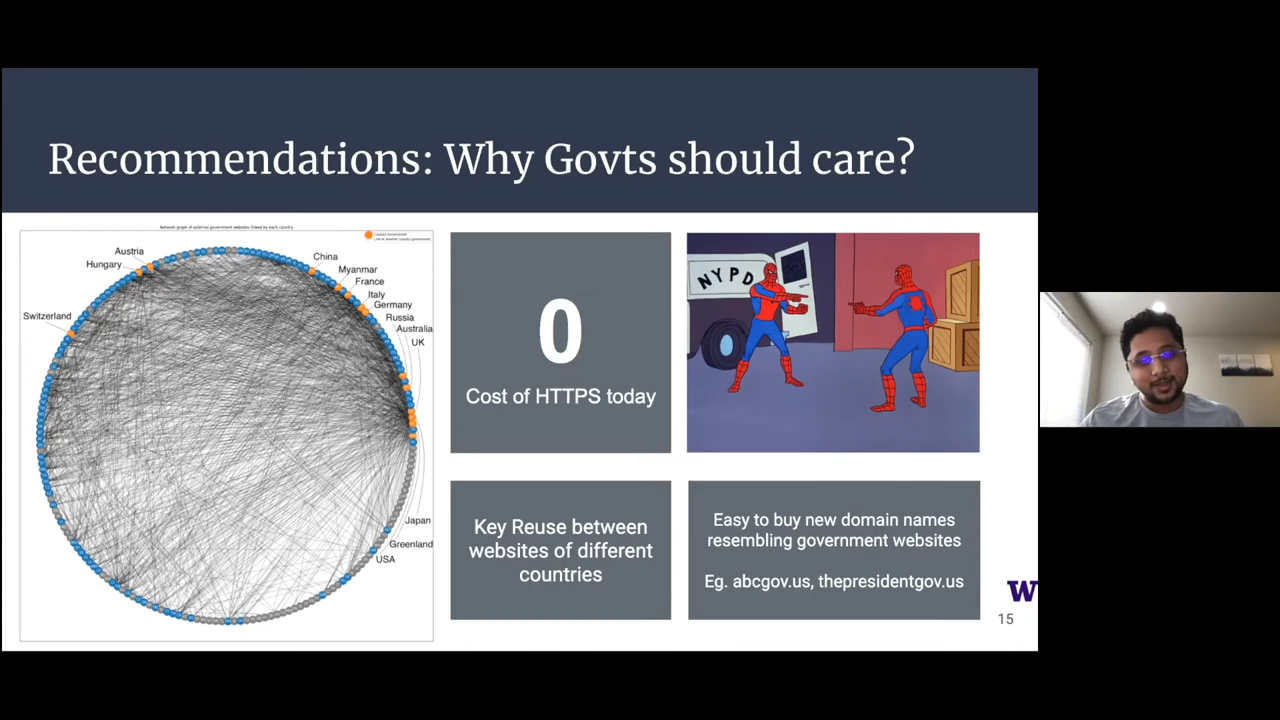 Recommendations: Why Govts should care?
Network graph of external government websites linked by each country
Austria
Hungary
Switzerland
China
Myanmar
France
Italy
Germany
Russia
Australia
UK
Japan
Greenland
USA
0
Cost of HTTPS today
NYPD
Key Reuse between
websites of different
countries
Easy to buy new domain names
resembling government websites
Eg. abcgov.us, thepresidentgov.us
W
15